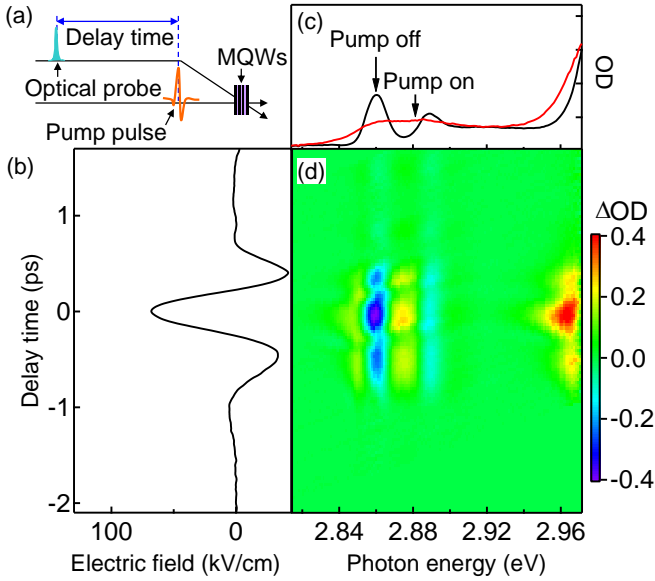 (a)
Delay time
MQWs
Optical probe
Pump pulse
(c)
Pump off
Pump on
OD
(b)
1
0
-1
-2
Delay time (ps)
100
0
Electric field (kV/cm)
(d)
2.84
2.88
2.92
2.96
Photon energy (eV)
ΔOD
0.4
0.2
0.0
-0.2
-0.4